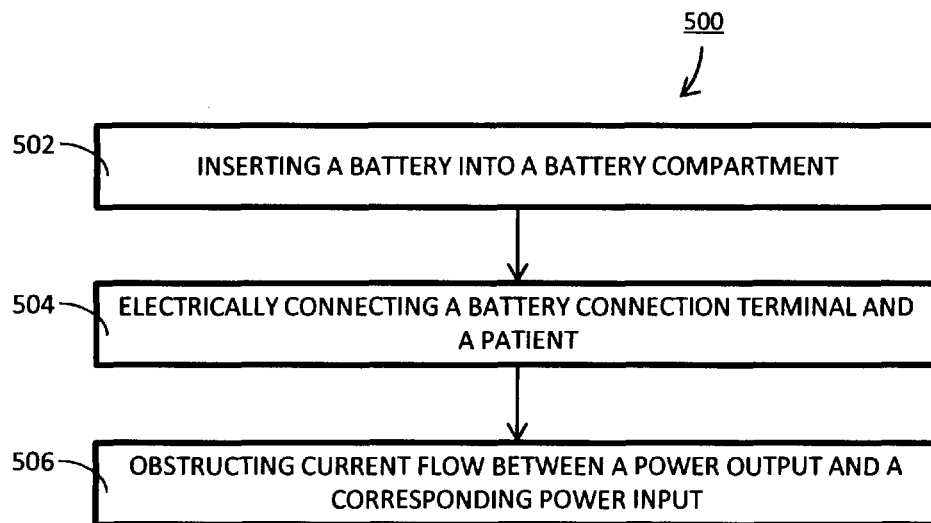 500
502
INSERTING A BATTERY INTO A BATTERY COMPARTMENT
504
ELECTRICALLY CONNECTING A BATTERY CONNECTION TERMINAL AND
A PATIENT
506
OBSTRUCTING CURRENT FLOW BETWEEN A POWER OUTPUT AND A
CORRESPONDING POWER INPUT